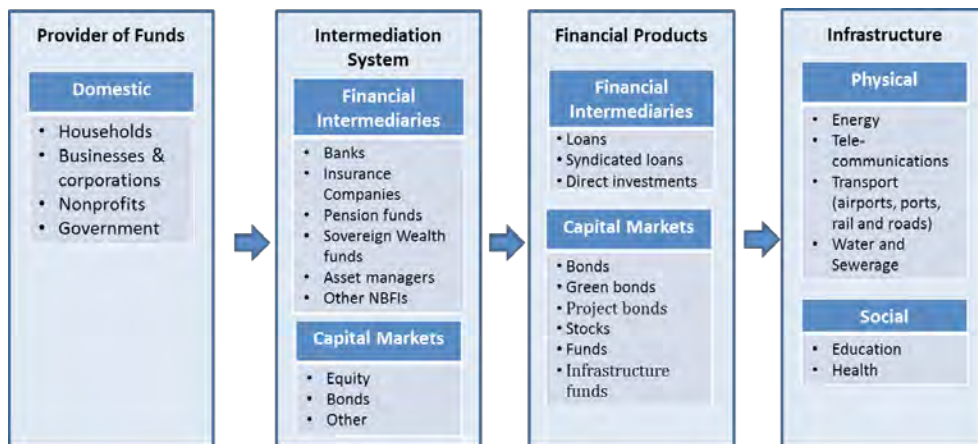 Provider of Funds
Domestic
• Households
• Businesses &
corporations
• Nonprofits
• Government
Intermediation
System
Financial
Intermediaries
• Banks
• Insurance
Companies
• Pension funds
• Sovereign Wealth
funds
• Asset managers
• Other NBFIs
Capital Markets
• Equity
• Bonds
• Other
Financial Products
Financial
Intermediaries
• Loans
• Syndicated loans
• Direct investments
Capital Markets
• Bonds
• Green bonds
• Project bonds
• Stocks
• Funds
• Infrastructure
funds
Infrastructure
Physical
• Energy
• Tele-
communications
• Transport
(airports, ports,
rail and roads)
• Water and
Sewerage
Social
• Education
• Health